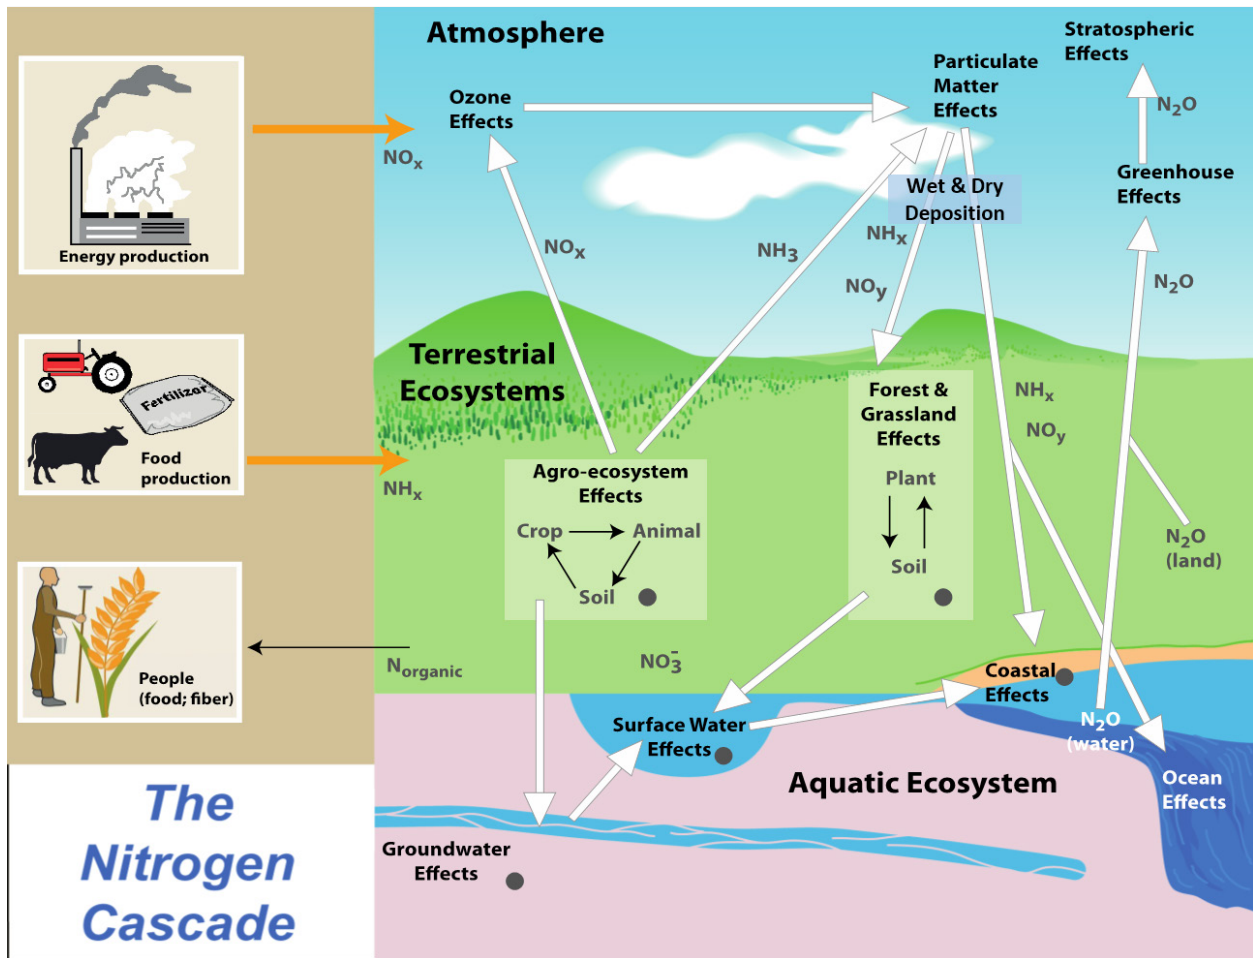 Atmosphere
Stratospheric
Effects
Particulate
Matter
Effects
Ozone
Effects
N₂O
NOₓ
Energy production
Greenhouse
Effects
Wet & Dry
Deposition
NOₓ
NH₃
NHₓ
NOy
N₂O
Terrestrial
Ecosystems
Fertilizer
Food
production
NHₓ
Forest &
Grassland
Effects
Plant
Soil
NHₓ
NOy
Agro-ecosystem
Effects
Crop
Animal
Soil
N₂O
(land)
People
(food; fiber)
Norganic
NO₃⁻
Coastal
Effects
Surface Water
Effects
N₂O
(water)
Aquatic Ecosystem
Ocean
Effects
Groundwater
Effects
The
Nitrogen
Cascade